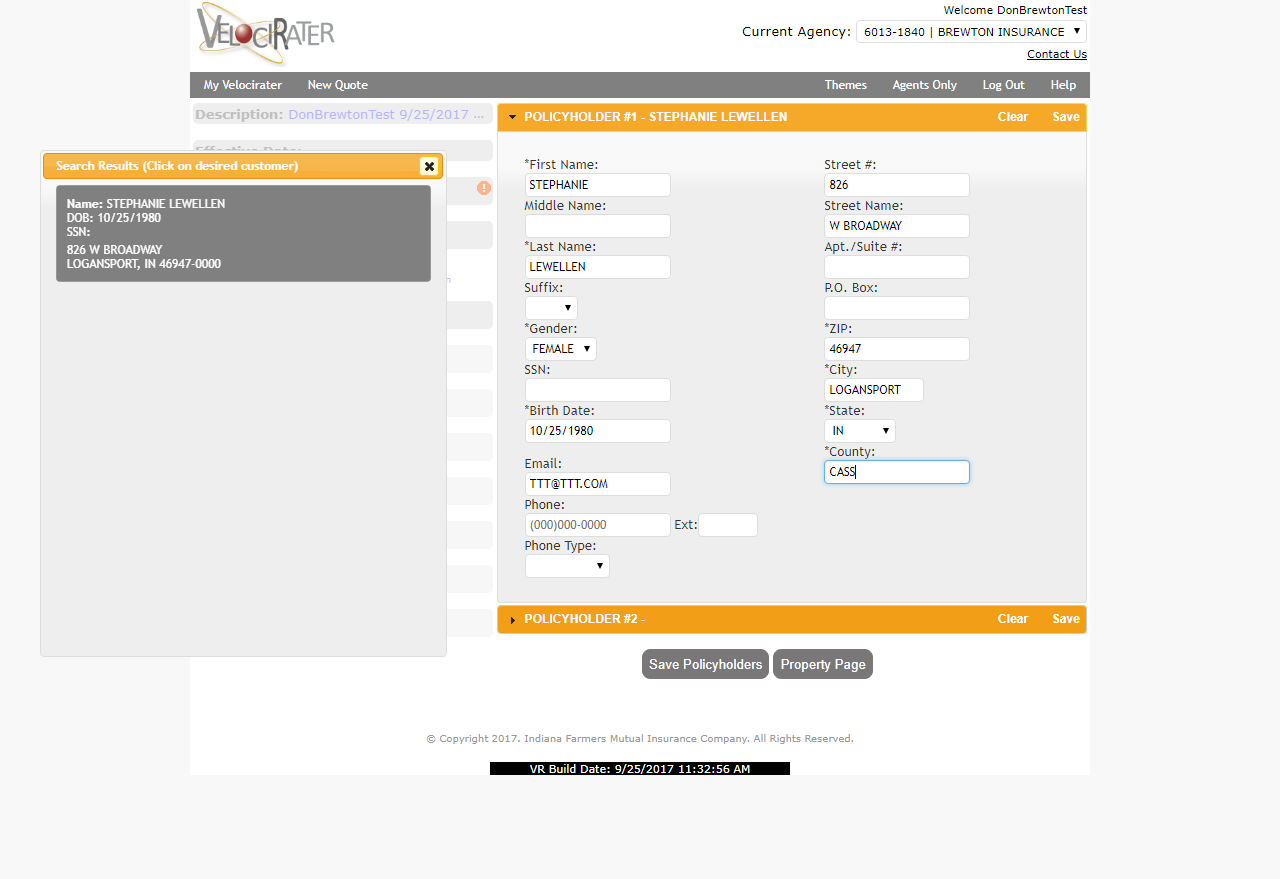 VELOCIRATER
Welcome DonBrewtonTest
Current Agency: 6013-1840 | BREWTON INSURANCE
Contact Us
My Velocirater New Quote Themes Agents Only Log Out Help
Description: DonBrewtonTest 9/25/2017 ...
Effective Date:
Search Results (Click on desired customer)
Name: STEPHANIE LEWELLEN
DOB: 10/25/1980
SSN:
826 W BROADWAY
LOGANSPORT, IN 46947-0000
POLICYHOLDER #1 - STEPHANIE LEWELLEN Clear Save
*First Name:
STEPHANIE
Middle Name:
*Last Name:
LEWELLEN
Suffix:
*Gender:
FEMALE
SSN:
*Birth Date:
10/25/1980
Email:
TTT@TTT.COM
Phone:
(000)000-0000 Ext:
Phone Type:
Street #:
826
Street Name:
W BROADWAY
Apt./Suite #:
P.O. Box:
*ZIP:
46947
*City:
LOGANSPORT
*State:
IN
*County:
CASS
POLICYHOLDER #2 - Clear Save
Save Policyholders Property Page
© Copyright 2017. Indiana Farmers Mutual Insurance Company. All Rights Reserved.
VR Build Date: 9/25/2017 11:32:56 AM